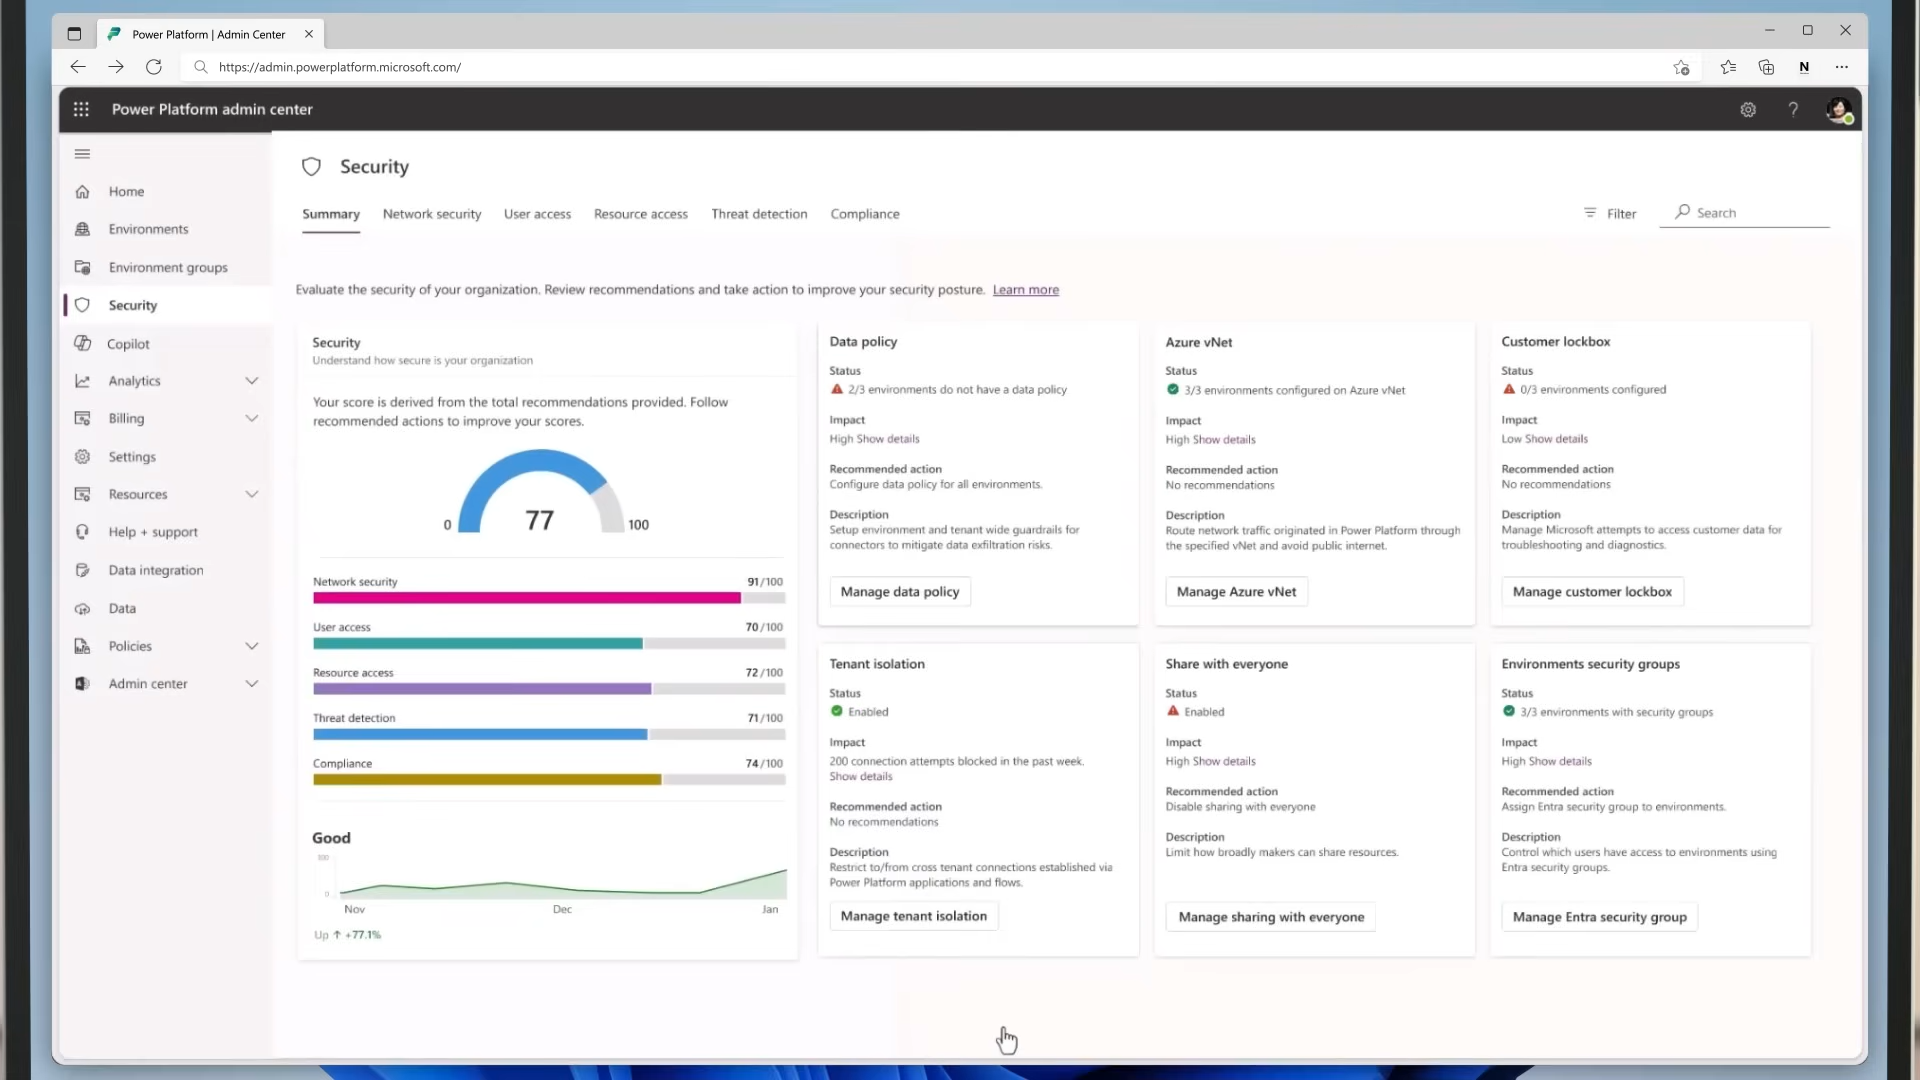 Power Platform | Admin Center
https://admin.powerplatform.microsoft.com/
N
Power Platform admin center
Home
Environments
Environment groups
Security
Copilot
Analytics
Billing
Settings
Resources
Help + support
Data integration
Data
Policies
Admin center
Security
Summary
Network security
User access
Resource access
Threat detection
Compliance
Filter
Search
Evaluate the security of your organization. Review recommendations and take action to improve your security posture. Learn more
Security
Understand how secure is your organization
Your score is derived from the total recommendations provided. Follow
recommended actions to improve your scores.
0
77
100
Network security 91/100
User access 70/100
Resource access 72/100
Threat detection 71/100
Compliance 74/100
Good
100
0
Nov Dec Jan
Up ↑ +77.1%
Data policy
Status
2/3 environments do not have a data policy
Impact
High Show details
Recommended action
Configure data policy for all environments.
Description
Setup environment and tenant wide guardrails for
connectors to mitigate data exfiltration risks.
Manage data policy
Azure vNet
Status
3/3 environments configured on Azure vNet
Impact
High Show details
Recommended action
No recommendations
Description
Route network traffic originated in Power Platform through
the specified vNet and avoid public internet.
Manage Azure vNet
Customer lockbox
Status
0/3 environments configured
Impact
Low Show details
Recommended action
No recommendations
Description
Manage Microsoft attempts to access customer data for
troubleshooting and diagnostics.
Manage customer lockbox
Tenant isolation
Status
Enabled
Impact
200 connection attempts blocked in the past week.
Show details
Recommended action
No recommendations
Description
Restrict to/from cross tenant connections established via
Power Platform applications and flows.
Manage tenant isolation
Share with everyone
Status
Enabled
Impact
High Show details
Recommended action
Disable sharing with everyone
Description
Limit how broadly makers can share resources.
Manage sharing with everyone
Environments security groups
Status
3/3 environments with security groups
Impact
High Show details
Recommended action
Assign Entra security group to environments.
Description
Control which users have access to environments using
Entra security groups.
Manage Entra security group